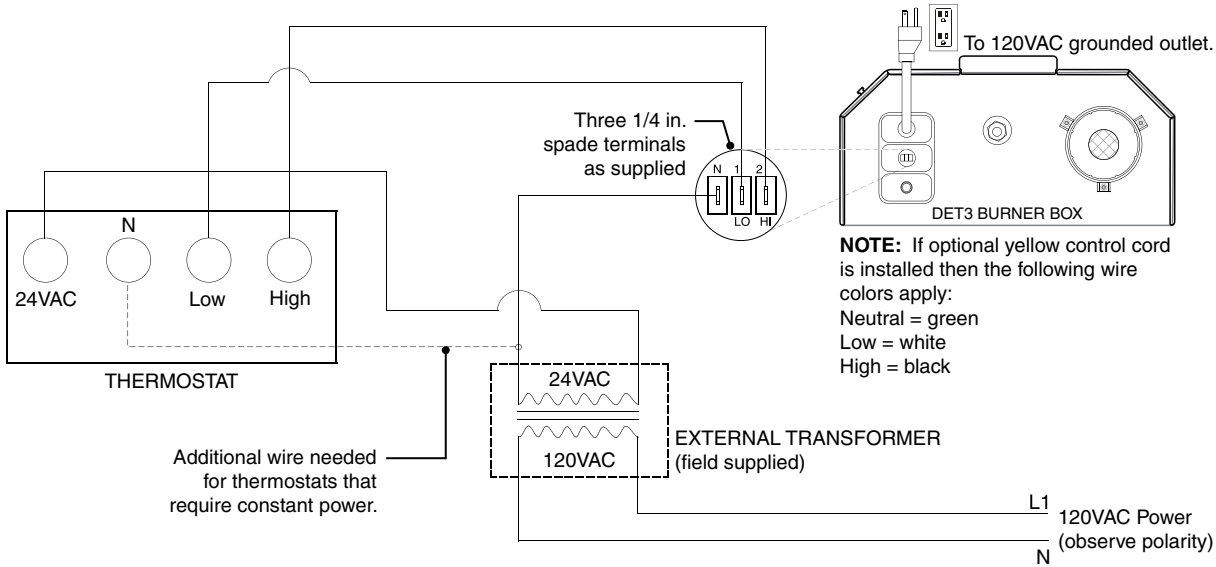 To 120VAC grounded outlet.
Three 1/4 in.
spade terminals
as supplied
N 1 2
LO HI
DET3 BURNER BOX
NOTE: If optional yellow control cord
is installed then the following wire
colors apply:
Neutral = green
Low = white
High = black
N
24VAC
Low
High
THERMOSTAT
24VAC
120VAC
EXTERNAL TRANSFORMER
(field supplied)
Additional wire needed
for thermostats that
require constant power.
L1
120VAC Power
(observe polarity)
N